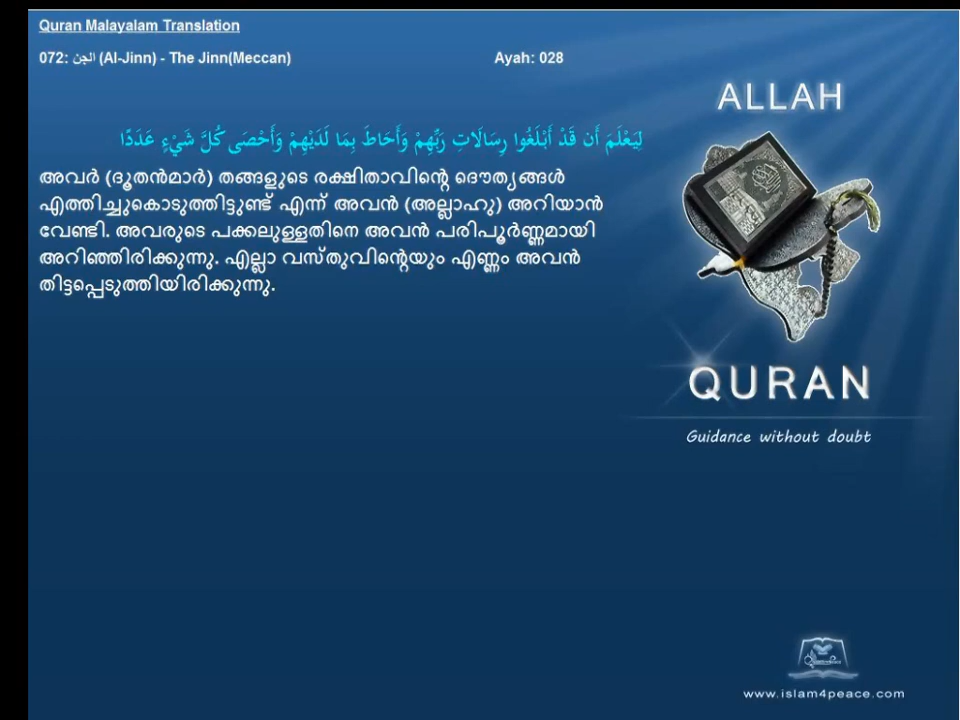 Quran Malayalam Translation
072: الجن (Al-Jinn) - The Jinn(Meccan) Ayah: 028
لِيَعْلَمَ أَن قَدْ أَبْلَغُوا رِسَالَاتِ رَبِّهِمْ وَأَحَاطَ بِمَا لَدَيْهِمْ وَأَحْصَى كُلَّ شَيْءٍ عَدَدًا
അവര്‍ (ദൂതന്‍മാര്‍) തങ്ങളുടെ രക്ഷിതാവിന്‍റെ ദൌത്യങ്ങള്‍
എത്തിച്ചുകൊടുത്തിട്ടുണ്ട് എന്ന് അവന്‍ (അല്ലാഹു) അറിയാന്‍
വേണ്ടി. അവരുടെ പക്കലുള്ളതിനെ അവന്‍ പരിപൂര്‍ണ്ണമായി
അറിഞ്ഞിരിക്കുന്നു. എല്ലാ വസ്തുവിന്‍റെയും എണ്ണം അവന്‍
തിട്ടപ്പെടുത്തിയിരിക്കുന്നു.
ALLAH
QURAN
Guidance without doubt
www.islam4peace.com